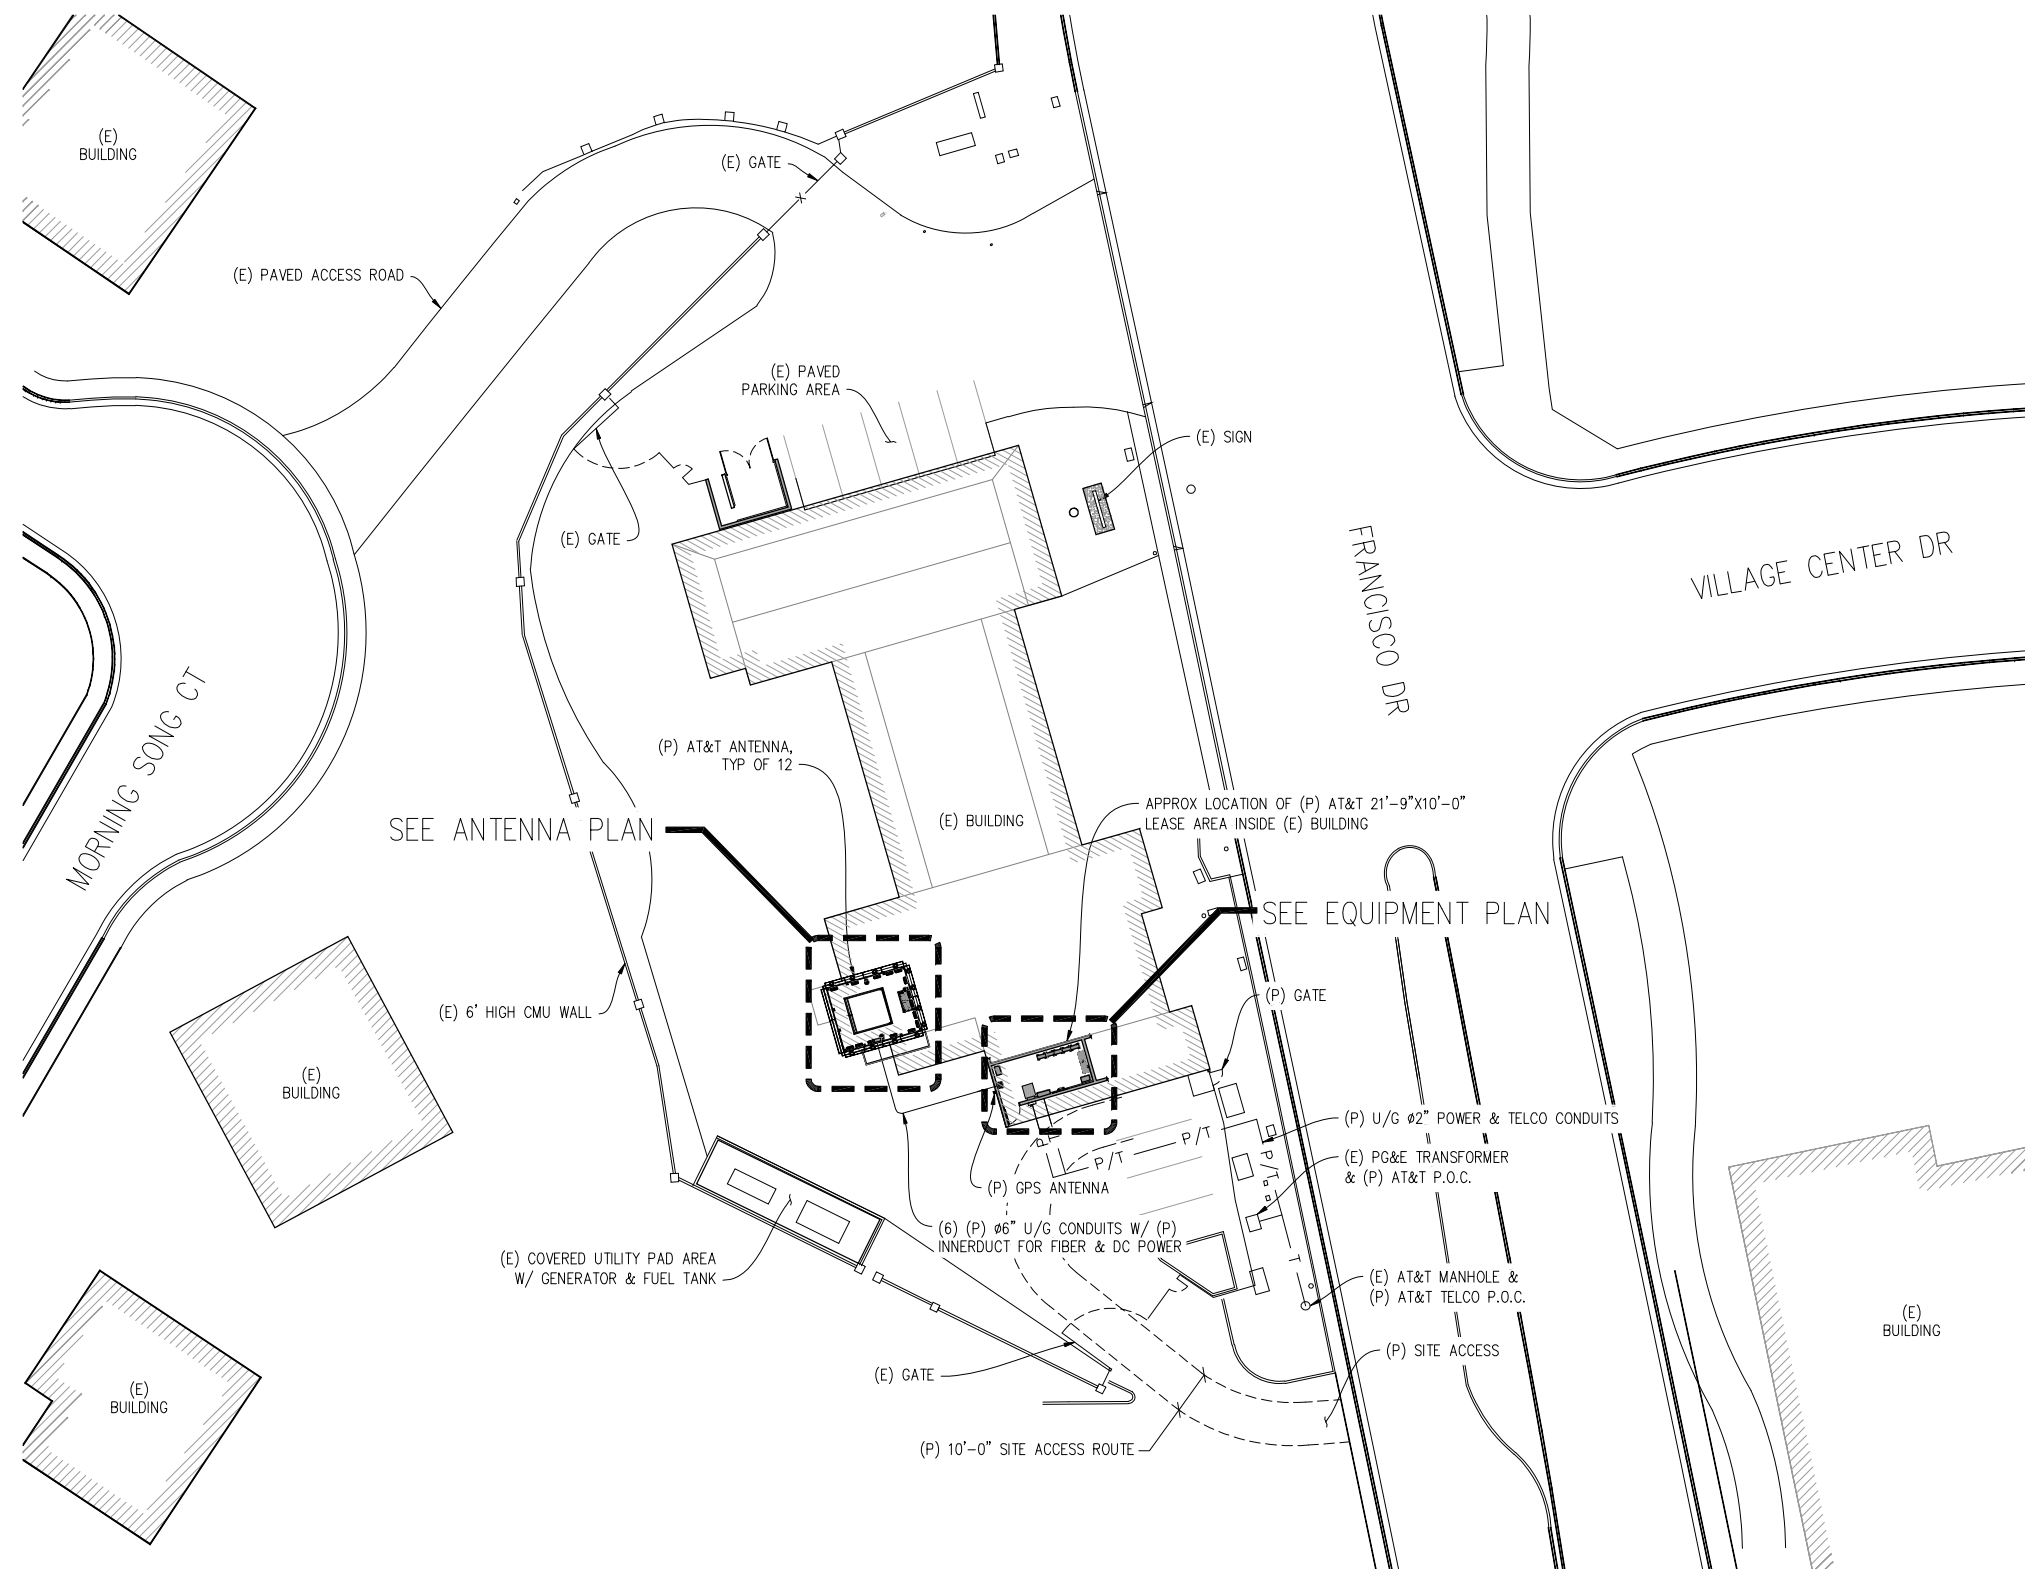 (E)
BUILDING
(E) GATE
(E) PAVED ACCESS ROAD
(E) PAVED
PARKING AREA
(E) SIGN
(E) GATE
FRANCISCO DR
VILLAGE CENTER DR
MORNING SONG CT
(P) AT&T ANTENNA,
TYP OF 12
SEE ANTENNA PLAN
(E) BUILDING
APPROX LOCATION OF (P) AT&T 21'-9"X10'-0"
LEASE AREA INSIDE (E) BUILDING
SEE EQUIPMENT PLAN
(E) 6' HIGH CMU WALL
(P) GATE
(E)
BUILDING
(P) U/G ø2" POWER & TELCO CONDUITS
P/T
P/T
P/T
P
(E) PG&E TRANSFORMER
& (P) AT&T P.O.C.
(P) GPS ANTENNA
(6) (P) ø6" U/G CONDUITS W/ (P)
INNERDUCT FOR FIBER & DC POWER
(E) COVERED UTILITY PAD AREA
W/ GENERATOR & FUEL TANK
T
(E) AT&T MANHOLE &
(P) AT&T TELCO P.O.C.
(E)
BUILDING
(P) SITE ACCESS
(E) GATE
(E)
BUILDING
(P) 10'-0" SITE ACCESS ROUTE